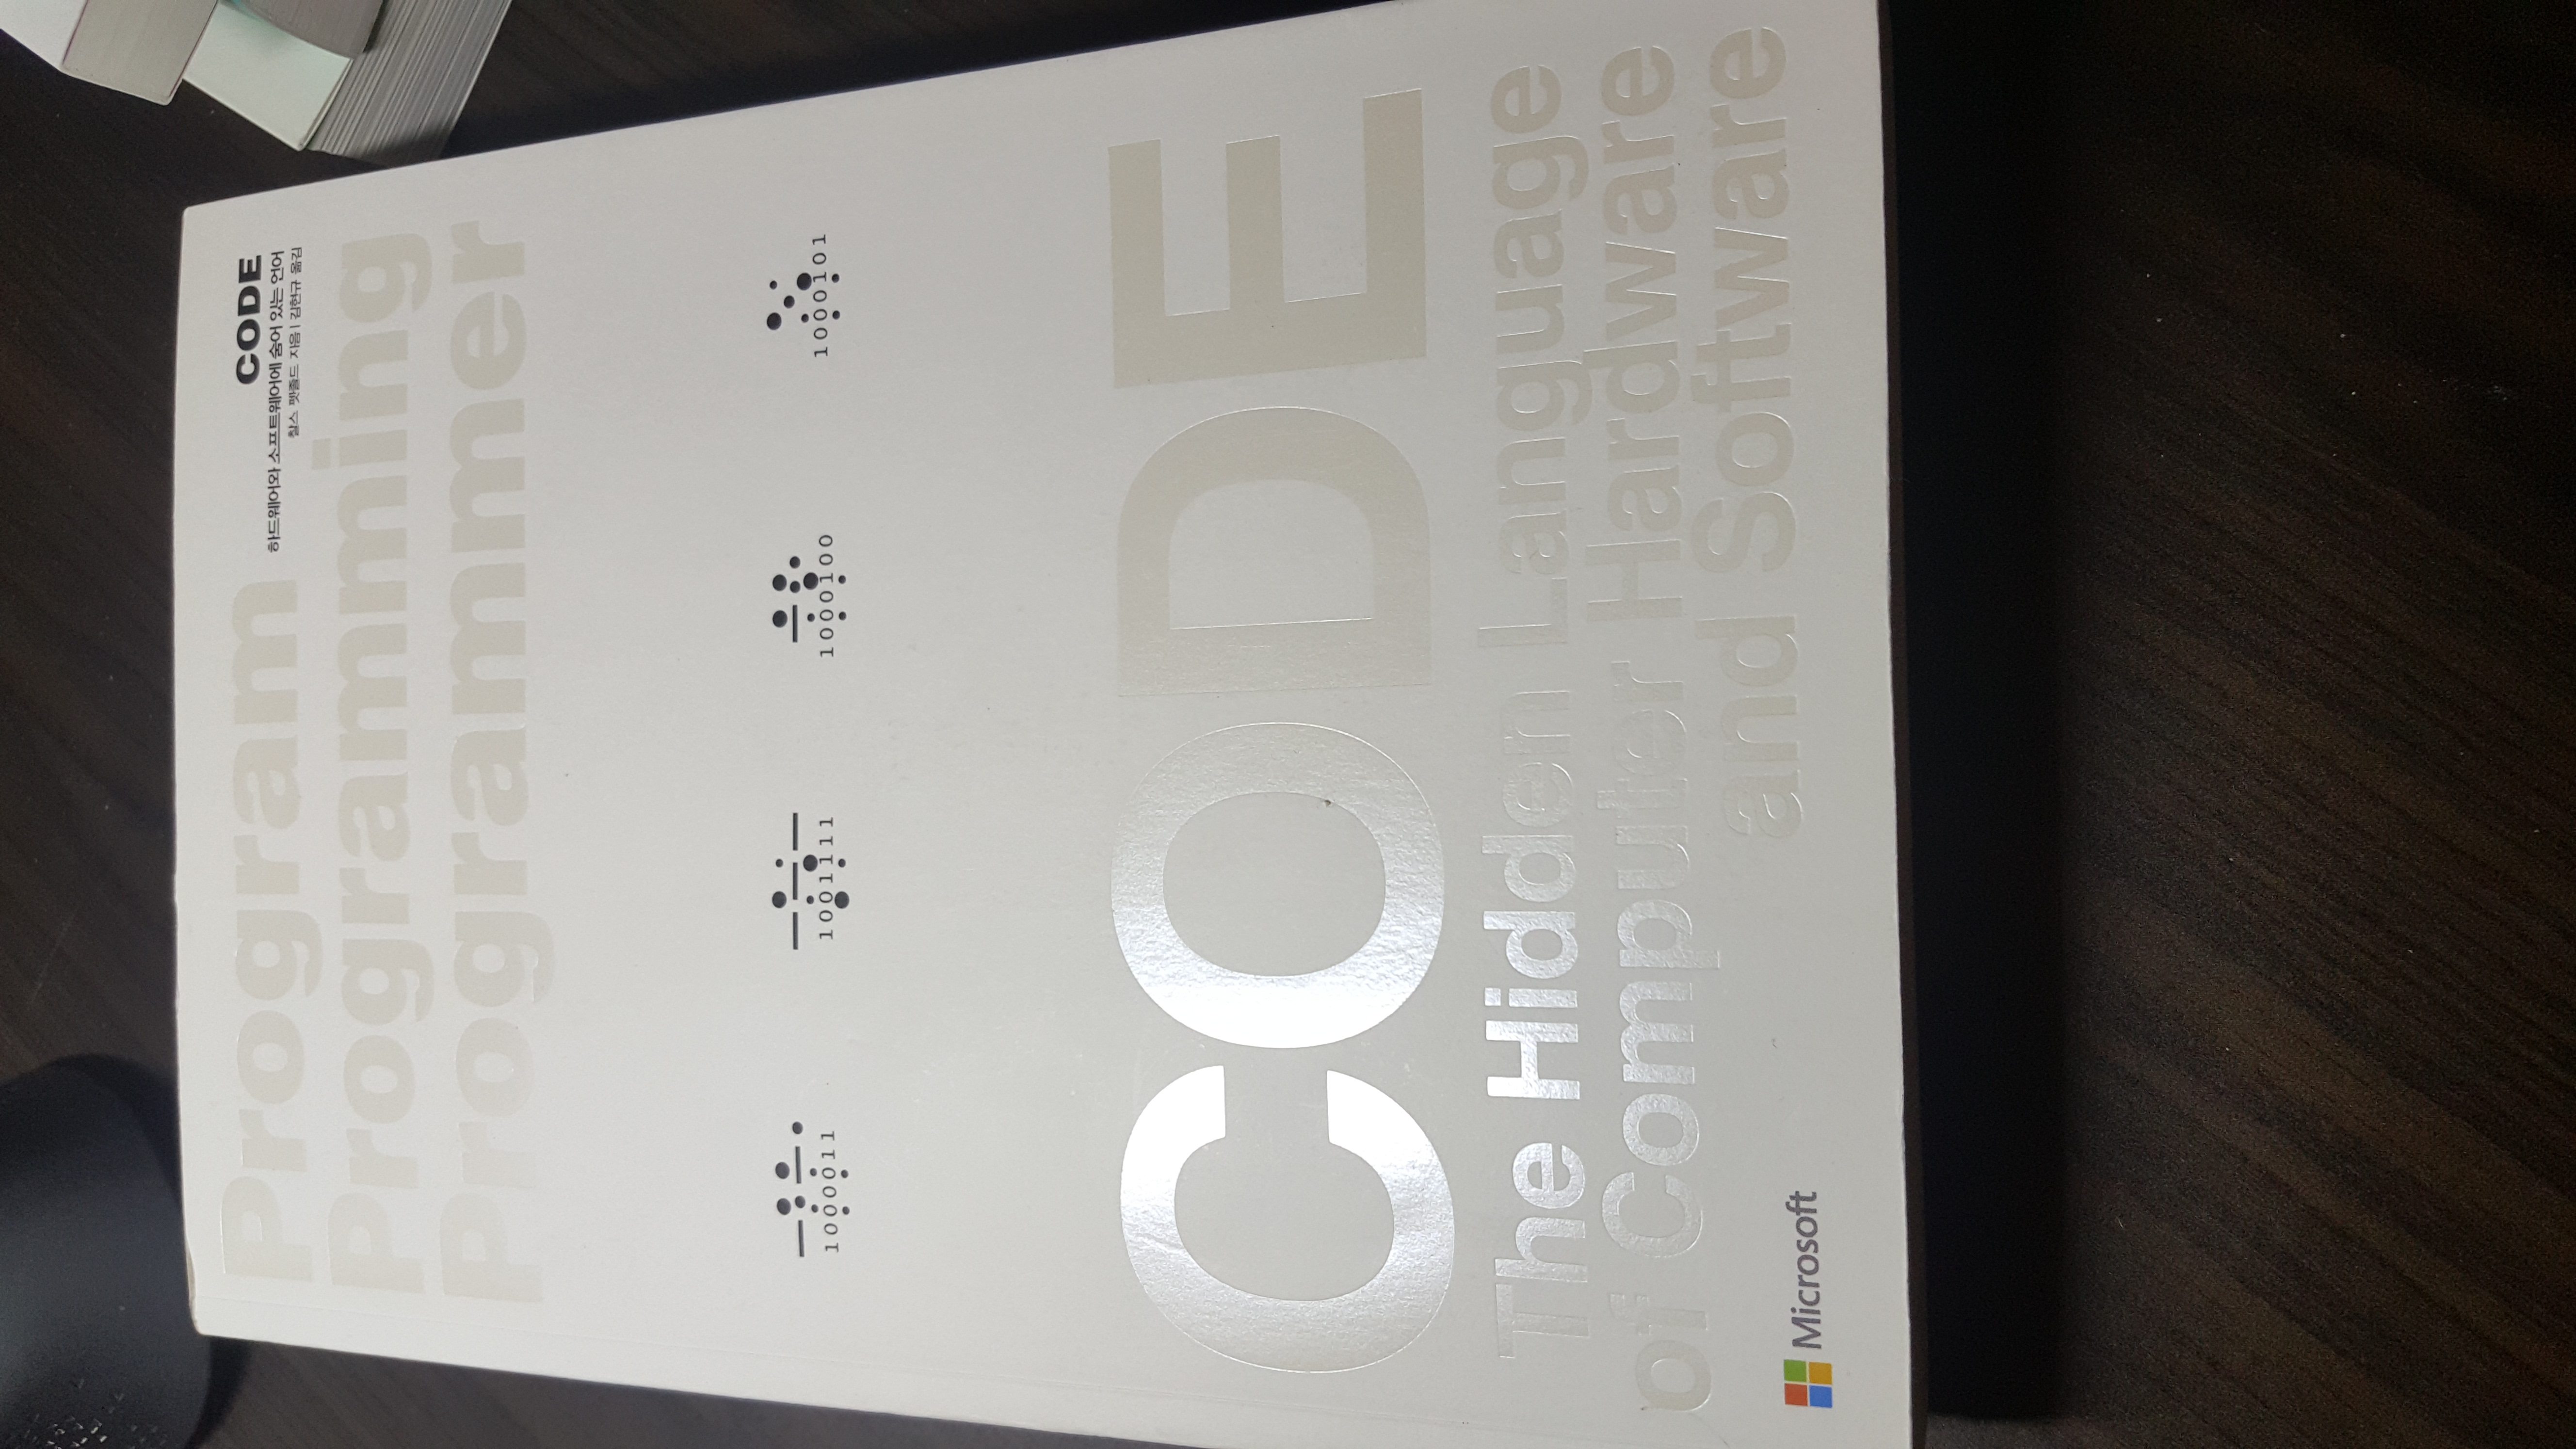 Program
CODE
하드웨어와 소프트웨어에 숨어 있는 언어
찰스 펫졸드 지음 | 김현규 옮김
Programming
Programmer
1000011 1001111 1000100 1000101
CODE
The Hidden Language
of Computer Hardware
and Software
Microsoft